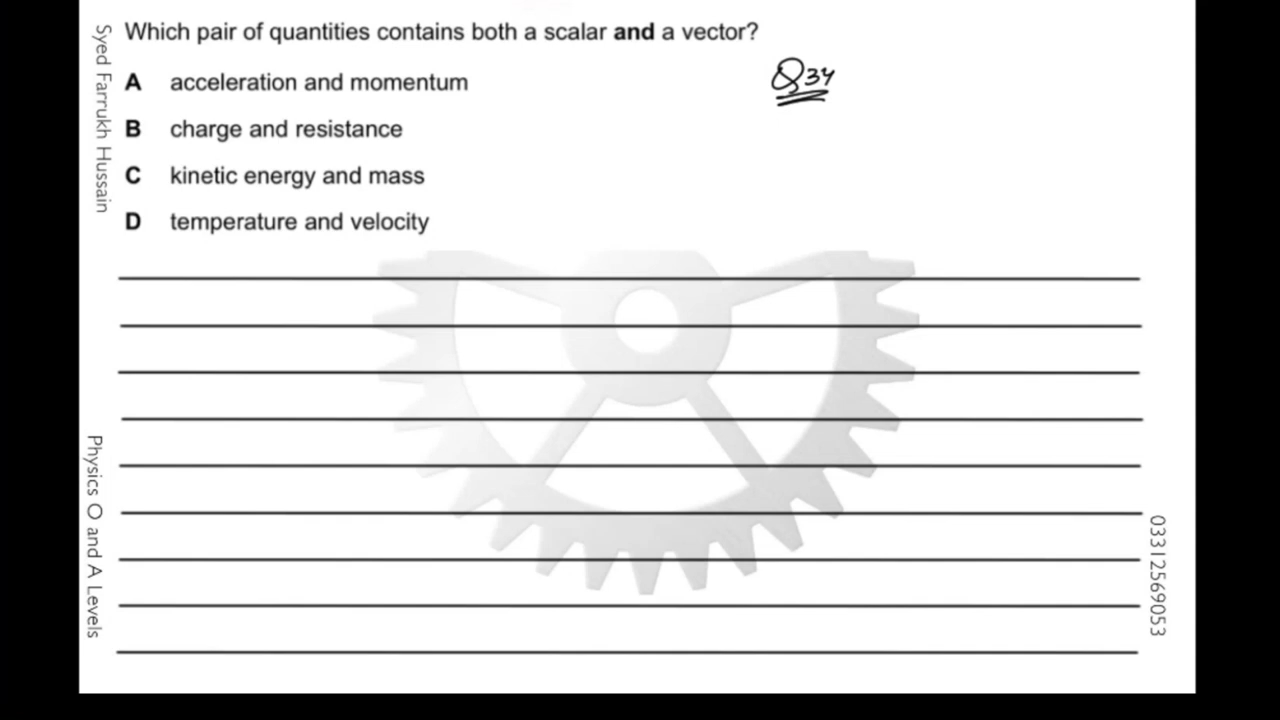 Which pair of quantities contains both a scalar and a vector?
Q34
A acceleration and momentum
B charge and resistance
C kinetic energy and mass
D temperature and velocity
Syed Farrukh Hussain
Physics O and A Levels
03312569053